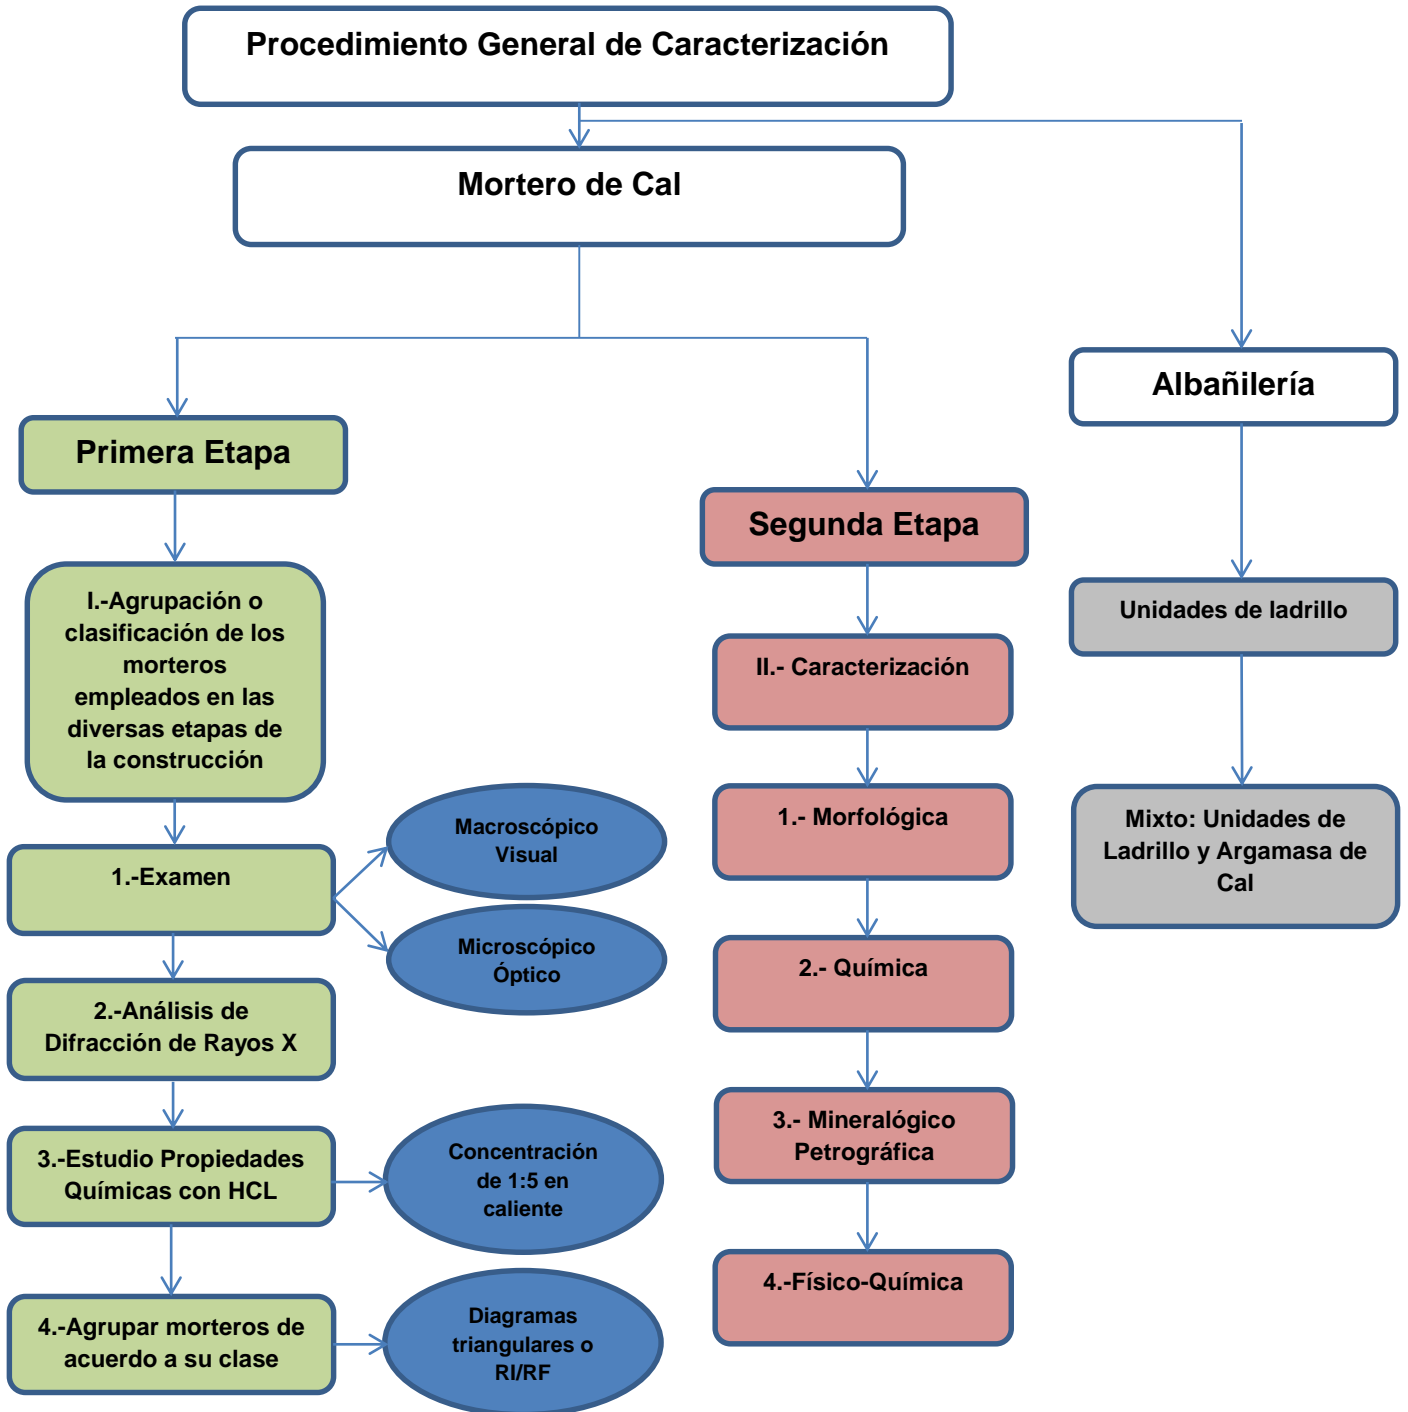 Procedimiento General de Caracterización
Mortero de Cal
Albañilería
Primera Etapa
Segunda Etapa
I.-Agrupación o
clasificación de los
morteros
empleados en las
diversas etapas de
la construcción
Unidades de ladrillo
II.- Caracterización
Macroscópico
Visual
1.- Morfológica
Mixto: Unidades de
Ladrillo y Argamasa de
Cal
1.-Examen
Microscópico
Óptico
2.- Química
2.-Análisis de
Difracción de Rayos X
3.- Mineralógico
Petrográfica
3.-Estudio Propiedades
Químicas con HCL
Concentración
de 1:5 en
caliente
4.-Físico-Química
4.-Agrupar morteros de
acuerdo a su clase
Diagramas
triangulares o
RI/RF